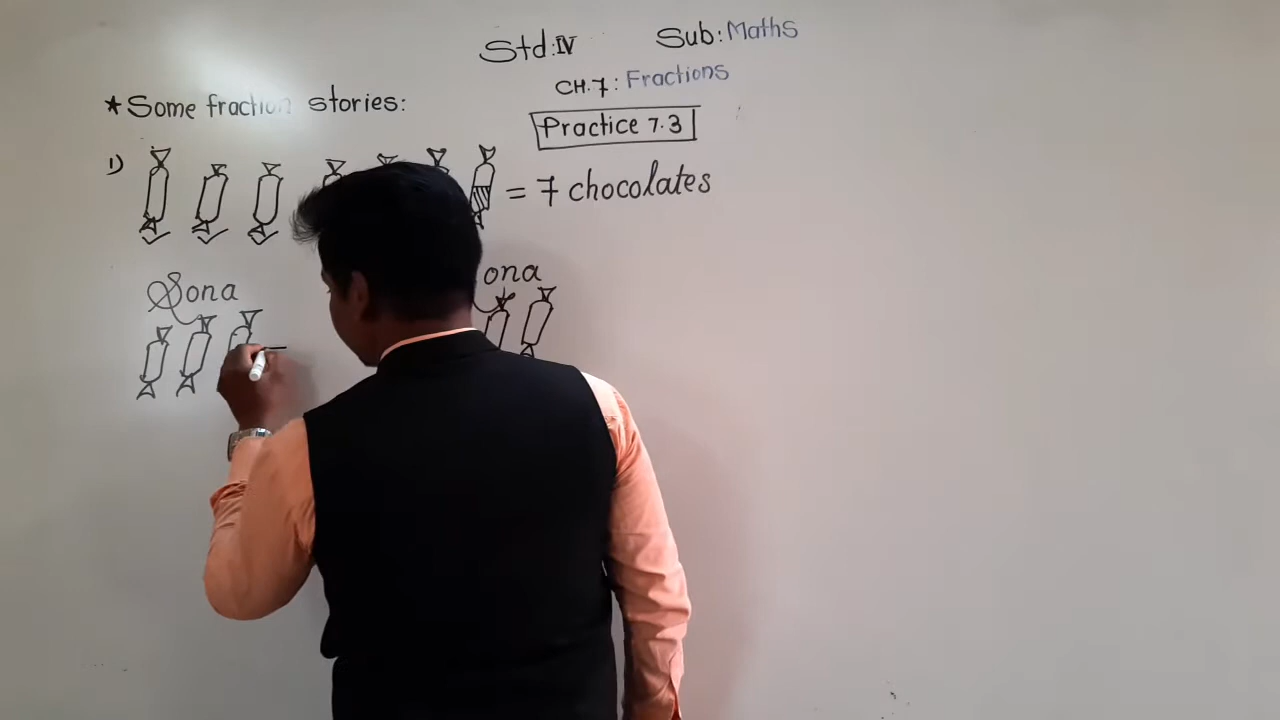 Std:IV Sub: Maths
CH.7: Fractions
* Some fraction stories:
Practice 7.3
1) = 7 chocolates
Sona ona